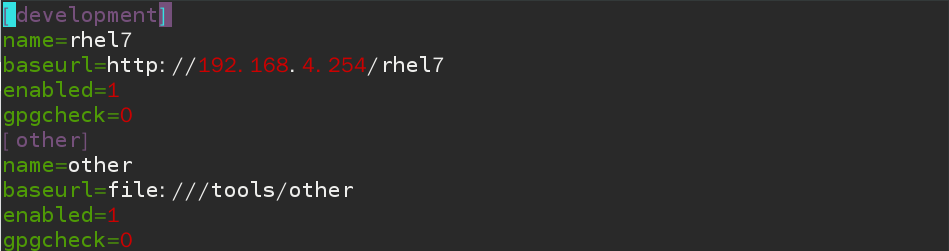 [development]
name=rhel7
baseurl=http://192.168.4.254/rhel7
enabled=1
gpgcheck=0
[other]
name=other
baseurl=file:///tools/other
enabled=1
gpgcheck=0